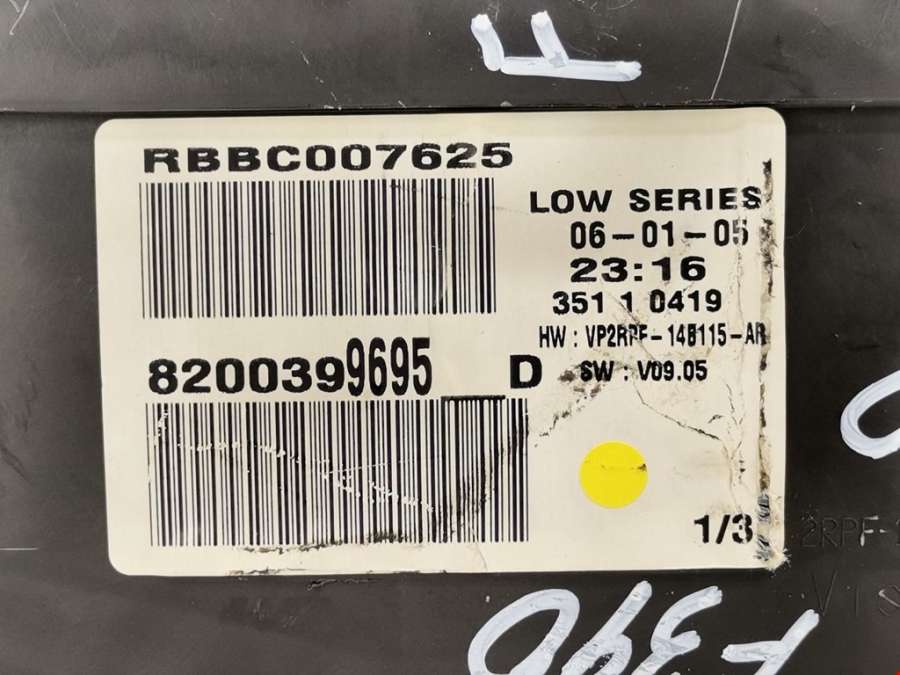 RBBC007625
LOW SERIES
06-01-05
23:16
351 1 0419
HW : VP2RPF-14B115-AR
SW : V09.05
8200399695 D
1/3
2RPF-